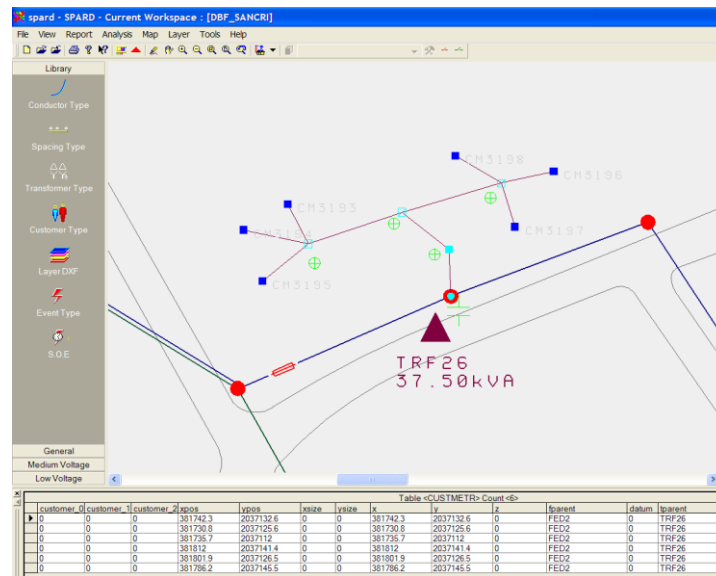 spard - SPARD - Current Workspace : [DBF_SANCRI]
File View Report Analysis Map Layer Tools Help
Library
Conductor Type
Spacing Type
Transformer Type
Customer Type
Layer DXF
Event Type
S.O.E
General
Medium Voltage
Low Voltage
CM3198
CM3196
CM3193
CM3194
CM3197
CM3195
TRF26
37.50kVA
Table <CUSTMETR> Count <6>
customer_0 customer_1 customer_2 xpos ypos xsize ysize x y z fparent datum tparent
0 0 0 381742.3 2037132.6 0 0 381742.3 2037132.6 0 FED2 0 TRF26
0 0 0 381730.8 2037125.6 0 0 381730.8 2037125.6 0 FED2 0 TRF26
0 0 0 381735.7 2037112 0 0 381735.7 2037112 0 FED2 0 TRF26
0 0 0 381812 2037141.4 0 0 381812 2037141.4 0 FED2 0 TRF26
0 0 0 381801.9 2037126.5 0 0 381801.9 2037126.5 0 FED2 0 TRF26
0 0 0 381786.2 2037145.5 0 0 381786.2 2037145.5 0 FED2 0 TRF26